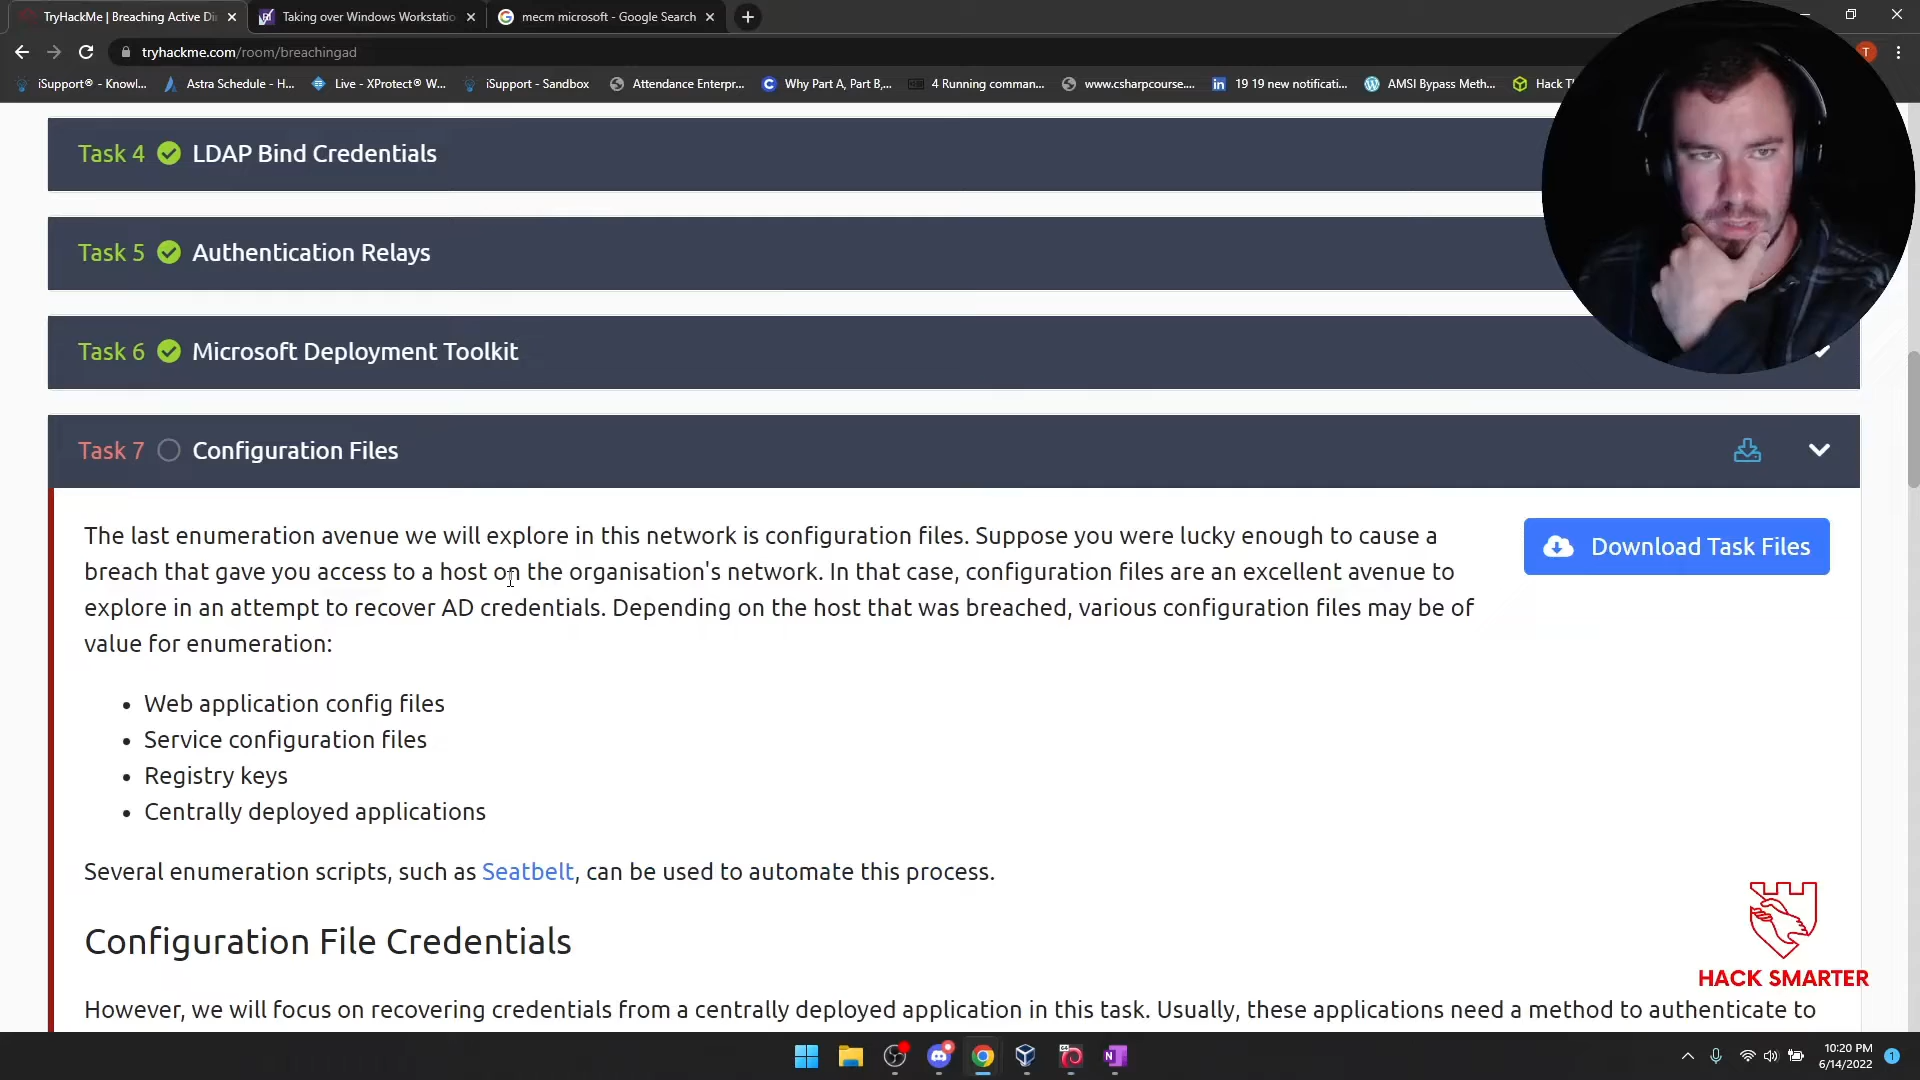 TryHackMe | Breaching Active Di
Taking over Windows Workstatio
mecm microsoft - Google Search
tryhackme.com/room/breachingad
T
iSupport® - Knowl...
Astra Schedule - H...
Live - XProtect® W...
iSupport - Sandbox
Attendance Enterpr...
Why Part A, Part B,...
4 Running comman...
www.csharpcourse....
19 19 new notificati...
AMSI Bypass Meth...
Task 4 LDAP Bind Credentials
Task 5 Authentication Relays
Task 6 Microsoft Deployment Toolkit
Task 7 Configuration Files
The last enumeration avenue we will explore in this network is configuration files. Suppose you were lucky enough to cause a
breach that gave you access to a host on the organisation's network. In that case, configuration files are an excellent avenue to
explore in an attempt to recover AD credentials. Depending on the host that was breached, various configuration files may be of
value for enumeration:
Download Task Files
• Web application config files
• Service configuration files
• Registry keys
• Centrally deployed applications
Several enumeration scripts, such as Seatbelt, can be used to automate this process.
Configuration File Credentials
HACK SMARTER
However, we will focus on recovering credentials from a centrally deployed application in this task. Usually, these applications need a method to authenticate to
10:20 PM
6/14/2022
1